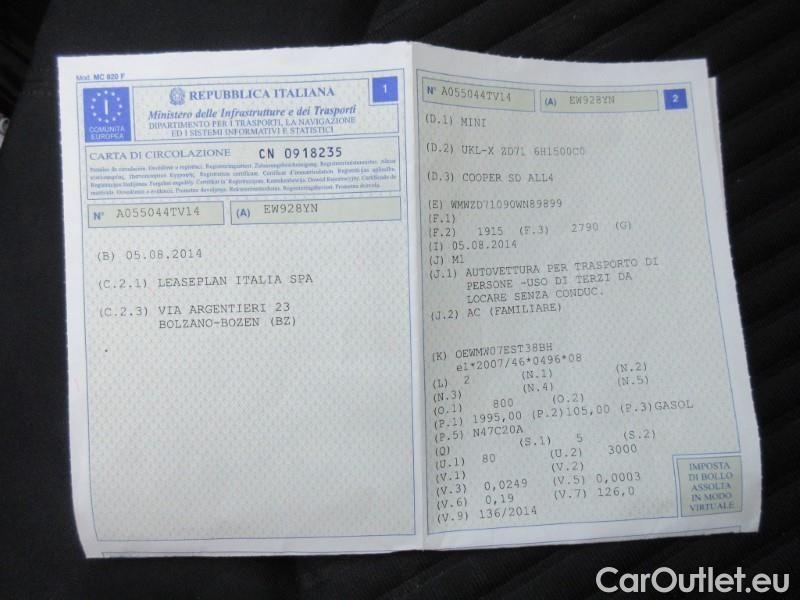 Mod. MC 820 F
I
COMUNITÀ
EUROPEA
REPUBBLICA ITALIANA
1
Ministero delle Infrastrutture e dei Trasporti
DIPARTIMENTO PER I TRASPORTI, LA NAVIGAZIONE
ED I SISTEMI INFORMATIVI E STATISTICI
CARTA DI CIRCOLAZIONE CN 0918235
N° A055044TV14 (A) EW928YN
(B) 05.08.2014
(C.2.1) LEASEPLAN ITALIA SPA
(C.2.3) VIA ARGENTIERI 23
BOLZANO-BOZEN (BZ)
N° A055044TV14 (A) EW928YN 2
(D.1) MINI
(D.2) UKL-X ZD71 6H1500C0
(D.3) COOPER SD ALL4
(E) WMWZD71090WN89899
(F.1)
(F.2) 1915 (F.3) 2790 (G)
(I) 05.08.2014
(J) M1
(J.1) AUTOVETTURA PER TRASPORTO DI
PERSONE -USO DI TERZI DA
LOCARE SENZA CONDUC.
(J.2) AC (FAMILIARE)
(K) OEWMW07EST38BH
e1*2007/46*0496*08
(L) 2 (N.1) (N.2)
(N.3) (N.4) (N.5)
(O.1) 800 (O.2)
(P.1) 1995,00 (P.2)105,00 (P.3)GASOL
(P.5) N47C20A
(Q) (S.1) 5 (S.2)
(U.1) 80 (U.2) 3000
(V.1) (V.2)
(V.3) 0,0249 (V.5) 0,0003
(V.6) 0,19 (V.7) 126,0
(V.9) 136/2014
IMPOSTA
DI BOLLO
ASSOLTA
IN MODO
VIRTUALE
CarOutlet.eu